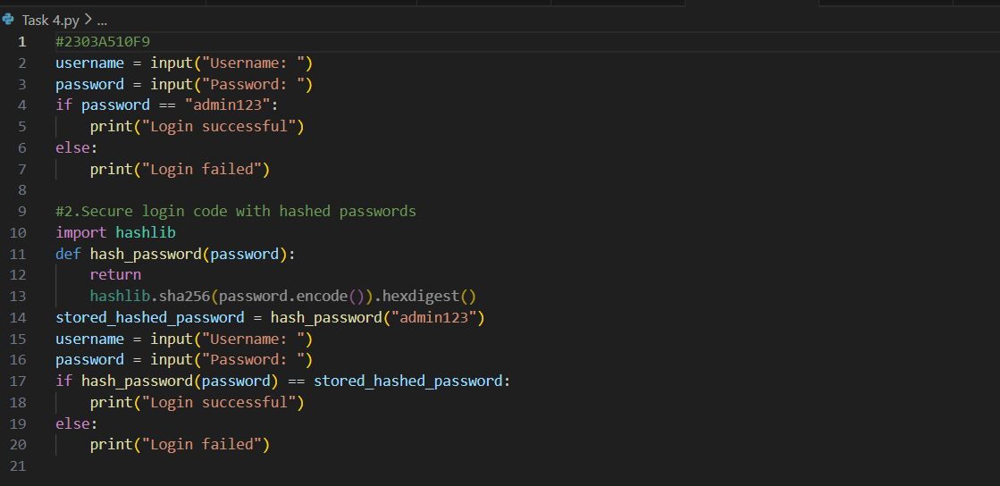 Task 4.py > ...
1 #2303A510F9
2 username = input("Username: ")
3 password = input("Password: ")
4 if password == "admin123":
5     print("Login successful")
6 else:
7     print("Login failed")
8
9 #2.Secure login code with hashed passwords
10 import hashlib
11 def hash_password(password):
12     return
13     hashlib.sha256(password.encode()).hexdigest()
14 stored_hashed_password = hash_password("admin123")
15 username = input("Username: ")
16 password = input("Password: ")
17 if hash_password(password) == stored_hashed_password:
18     print("Login successful")
19 else:
20     print("Login failed")
21